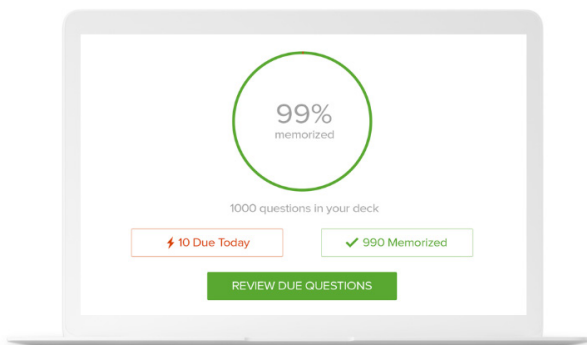 99%
memorized
1000 questions in your deck
10 Due Today
990 Memorized
REVIEW DUE QUESTIONS